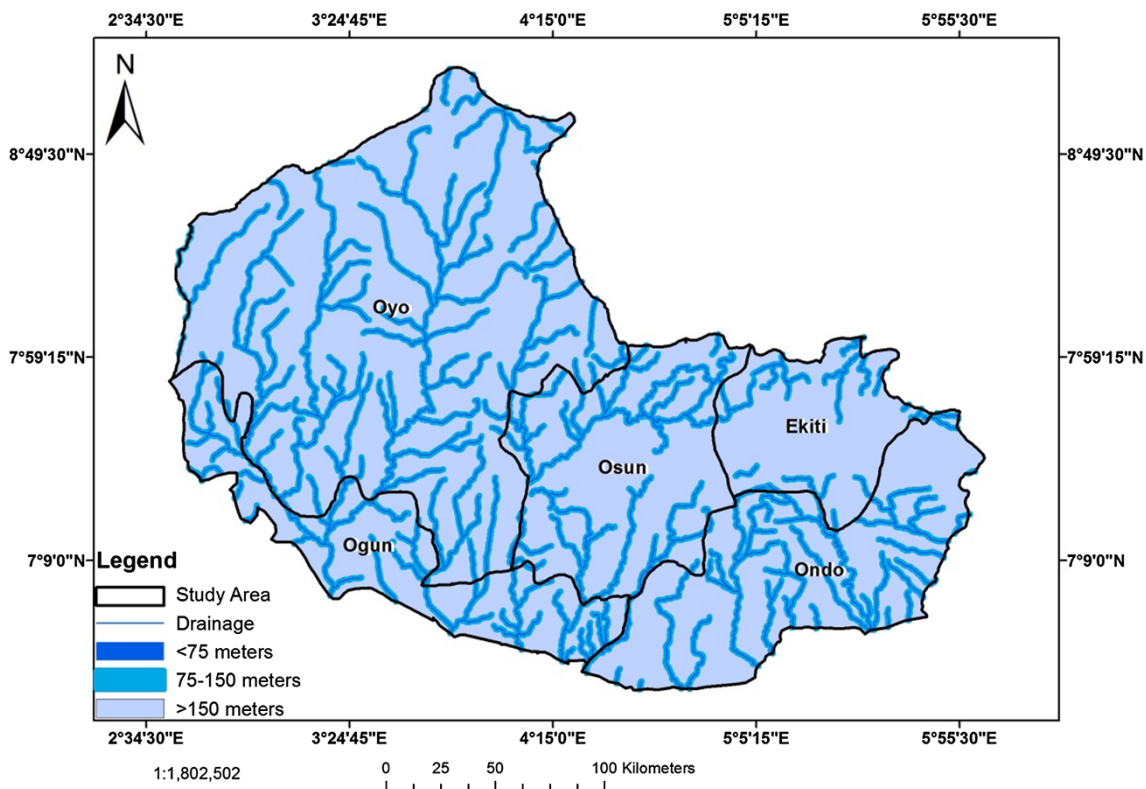 2°34'30"E 3°24'45"E 4°15'0"E 5°5'15"E 5°55'30"E
N
8°49'30"N 8°49'30"N
Oyo
7°59'15"N 7°59'15"N
Ekiti
Osun
Ogun
7°9'0"N 7°9'0"N
Ondo
Legend
Study Area
Drainage
<75 meters
75-150 meters
>150 meters
2°34'30"E 3°24'45"E 4°15'0"E 5°5'15"E 5°55'30"E
1:1,802,502
0 25 50 100 Kilometers